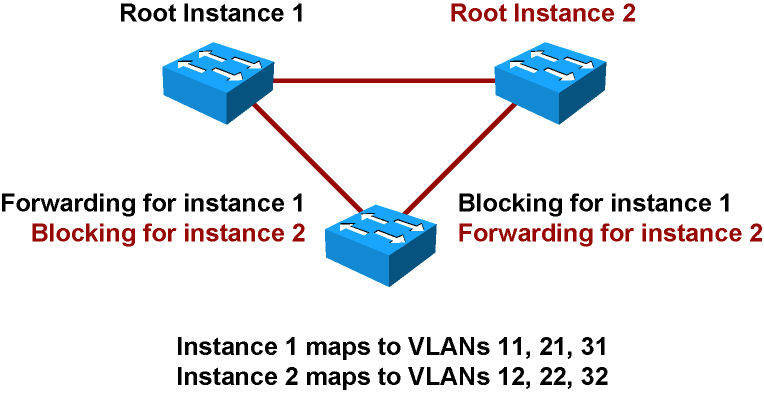 Root Instance 1
Root Instance 2
Forwarding for instance 1
Blocking for instance 2
Blocking for instance 1
Forwarding for instance 2
Instance 1 maps to VLANs 11, 21, 31
Instance 2 maps to VLANs 12, 22, 32